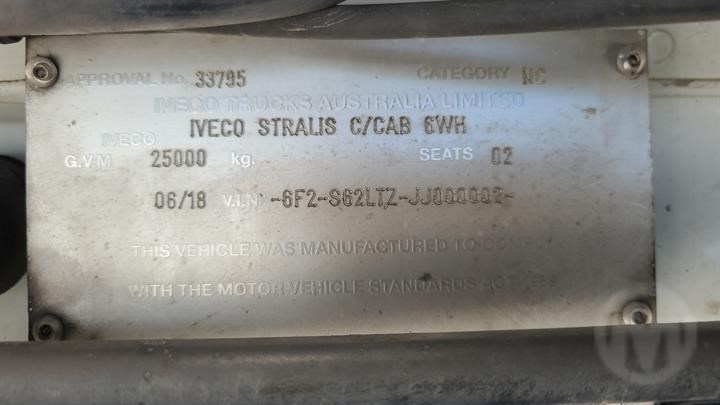 APPROVAL No. 33795 CATEGORY NC
IVECO TRUCKS AUSTRALIA LIMITED
IVECO STRALIS C/CAB 6WH
IVECO
G.V.M 25000 kg. SEATS 02
06/18 V.I.N -6F2-S62LTZ-JJ000002-
THIS VEHICLE WAS MANUFACTURED TO COMPLY
WITH THE MOTOR VEHICLE STANDARDS ACT 1989
M